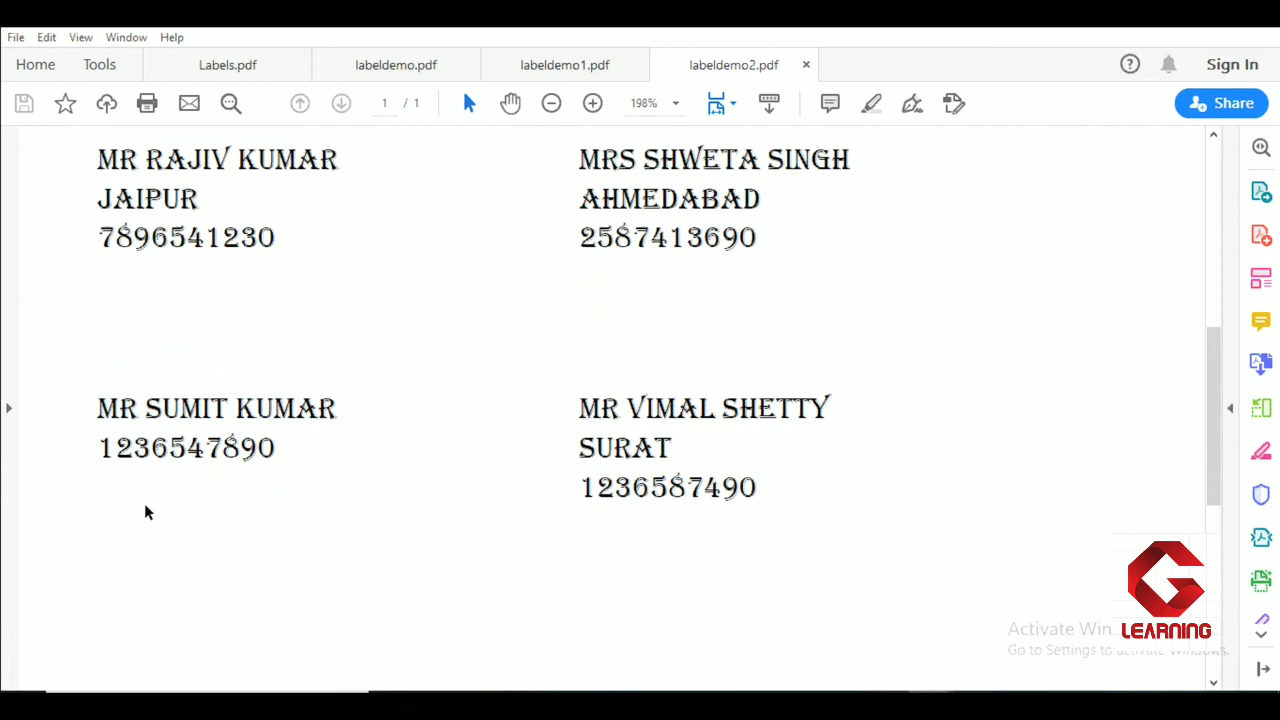 File Edit View Window Help
Home Tools Labels.pdf labeldemo.pdf labeldemo1.pdf labeldemo2.pdf × Sign In
1 / 1 198% Share
MR RAJIV KUMAR
JAIPUR
7896541230
MRS SHWETA SINGH
AHMEDABAD
2587413690
MR SUMIT KUMAR
1236547890
MR VIMAL SHETTY
SURAT
1236587490
LEARNING
Activate Win
Go to Settings to activate Windows.